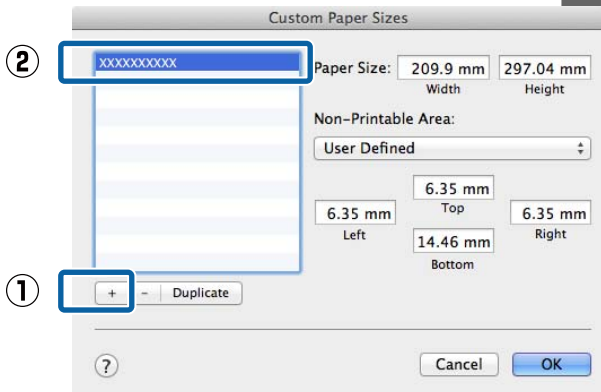 Custom Paper Sizes
② XXXXXXXXXX
Paper Size: 209.9 mm 297.04 mm
Width Height
Non-Printable Area:
User Defined
6.35 mm
Top
6.35 mm 6.35 mm
Left Right
14.46 mm
Bottom
① + - Duplicate
? Cancel OK